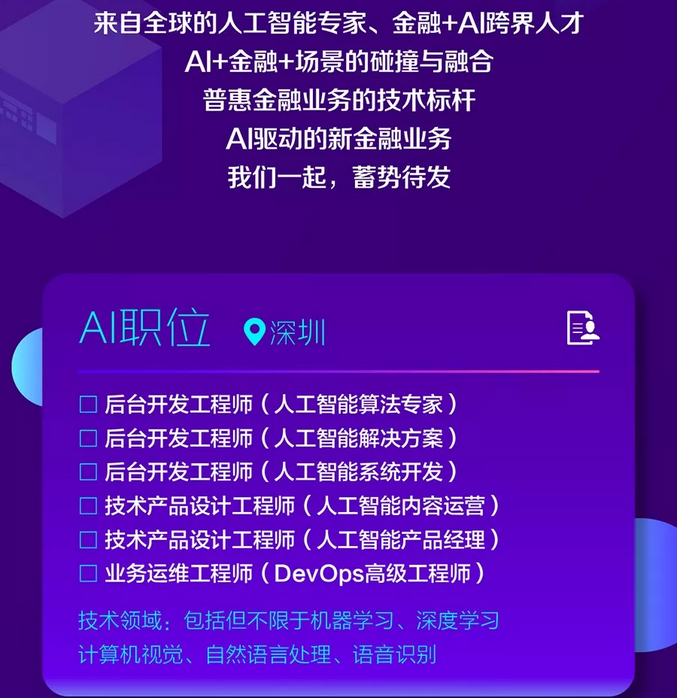 来自全球的人工智能专家、金融+AI跨界人才
AI+金融+场景的碰撞与融合
普惠金融业务的技术标杆
AI驱动的新金融业务
我们一起，蓄势待发
AI职位 深圳
□ 后台开发工程师（人工智能算法专家）
□ 后台开发工程师（人工智能解决方案）
□ 后台开发工程师（人工智能系统开发）
□ 技术产品设计工程师（人工智能内容运营）
□ 技术产品设计工程师（人工智能产品经理）
□ 业务运维工程师（DevOps高级工程师）
技术领域：包括但不限于机器学习、深度学习
计算机视觉、自然语言处理、语音识别